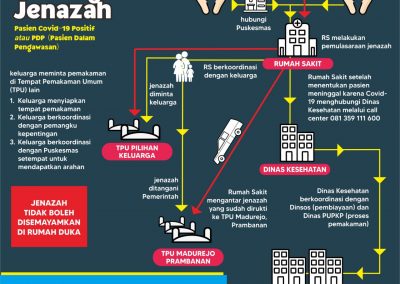 Jenazah
Pasien Covid-19 Positif
atau PDP (Pasien Dalam
Pengawasan)
hubungi
Puskesmas
RS melakukan
pemulasaraan jenazah
RUMAH SAKIT
RS berkoordinasi
dengan keluarga
keluarga meminta pemakaman
di Tempat Pemakaman Umum
(TPU) lain
1. Keluarga menyiapkan
tempat pemakaman
2. Keluarga berkoordinasi
dengan pemangku
kepentingan
3. Keluarga berkoordinasi
dengan Puskesmas
setempat untuk
mendapatkan arahan
jenazah
diminta
keluarga
TPU PILIHAN
KELUARGA
Rumah Sakit setelah
menentukan pasien
meninggal karena Covid-
19 menghubungi Dinas
Kesehatan melalui call
center 081 359 111 600
DINAS KESEHATAN
jenazah
ditangani
Pemerintah
Rumah Sakit
mengantar jenazah
yang sudah dirukti
ke TPU Madurejo,
Prambanan
Dinas Kesehatan
berkoordinasi dengan
Dinsos (pembiayaan) dan
Dinas PUPKP (proses
pemakaman)
JENAZAH
TIDAK BOLEH
DISEMAYAMKAN
DI RUMAH DUKA
TPU MADUREJO
PRAMBANAN